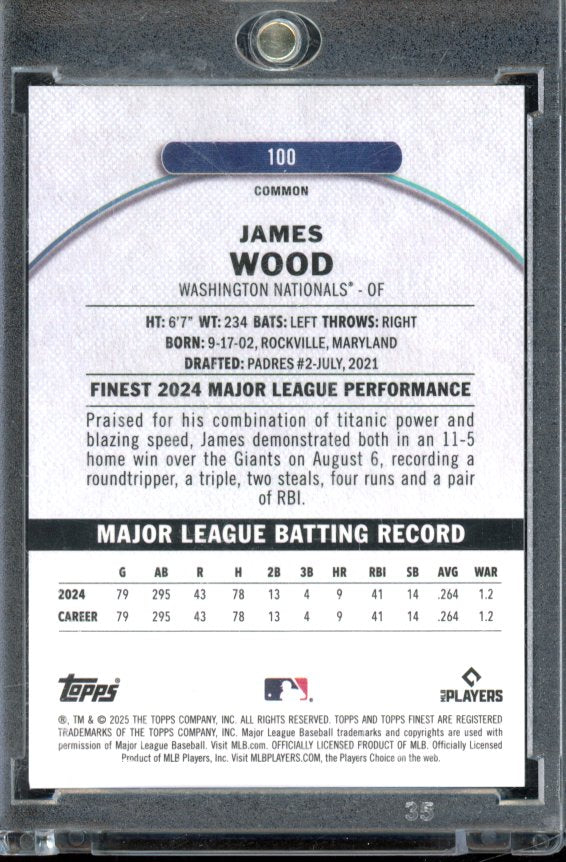 100
COMMON
JAMES
WOOD
WASHINGTON NATIONALS® - OF
HT: 6'7" WT: 234 BATS: LEFT THROWS: RIGHT
BORN: 9-17-02, ROCKVILLE, MARYLAND
DRAFTED: PADRES #2-JULY, 2021
FINEST 2024 MAJOR LEAGUE PERFORMANCE
Praised for his combination of titanic power and
blazing speed, James demonstrated both in an 11-5
home win over the Giants on August 6, recording a
roundtripper, a triple, two steals, four runs and a pair
of RBI.
MAJOR LEAGUE BATTING RECORD
G AB R H 2B 3B HR RBI SB AVG WAR
2024 79 295 43 78 13 4 9 41 14 .264 1.2
CAREER 79 295 43 78 13 4 9 41 14 .264 1.2
Topps®
MLB PLAYERS
®, TM & © 2025 THE TOPPS COMPANY, INC. ALL RIGHTS RESERVED. TOPPS AND TOPPS FINEST ARE REGISTERED
TRADEMARKS OF THE TOPPS COMPANY, INC. Major League Baseball trademarks and copyrights are used with
permission of Major League Baseball. Visit MLB.com. OFFICIALLY LICENSED PRODUCT OF MLB. Officially Licensed
Product of MLB Players, Inc. Visit MLBPLAYERS.COM, the Players Choice on the web.
35